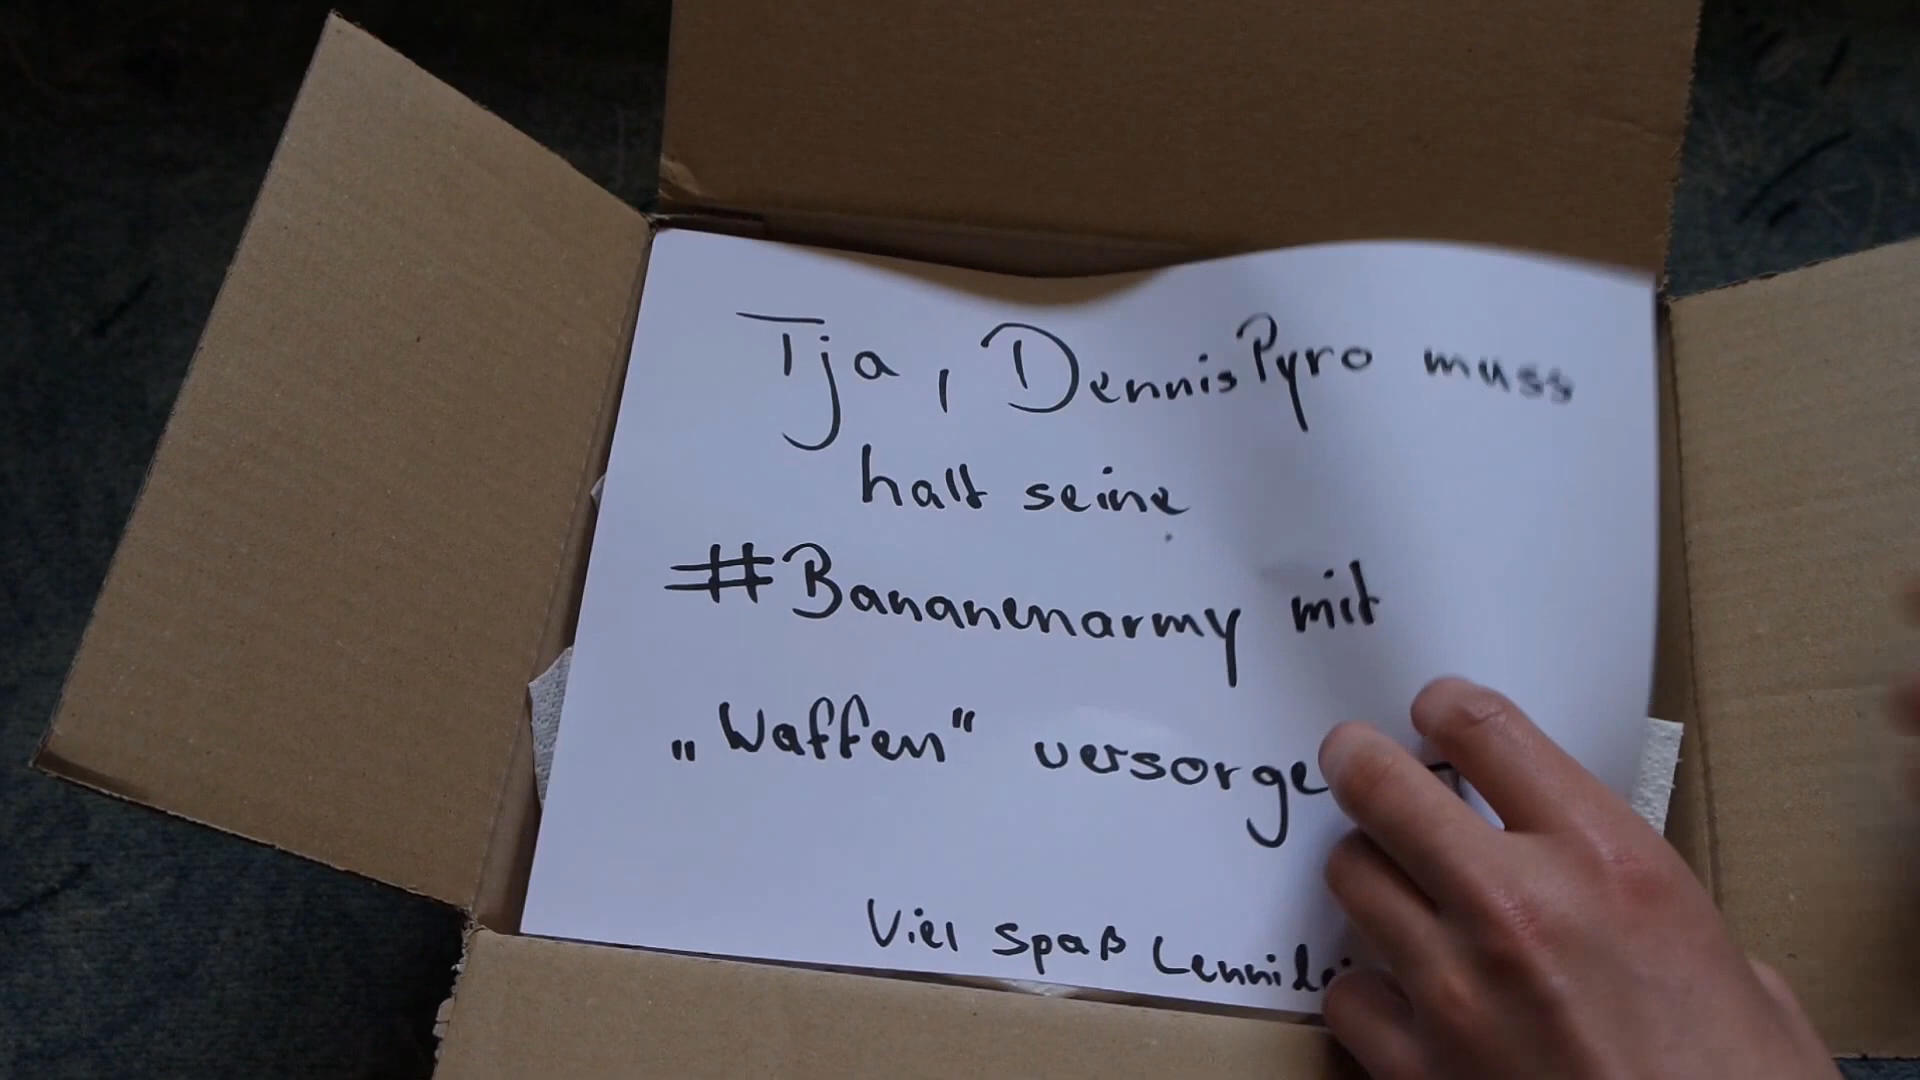 Tja, DennisPyro muss
halt seine
#Bananenarmy mit
„Waffen“ versorge
Viel Spaß